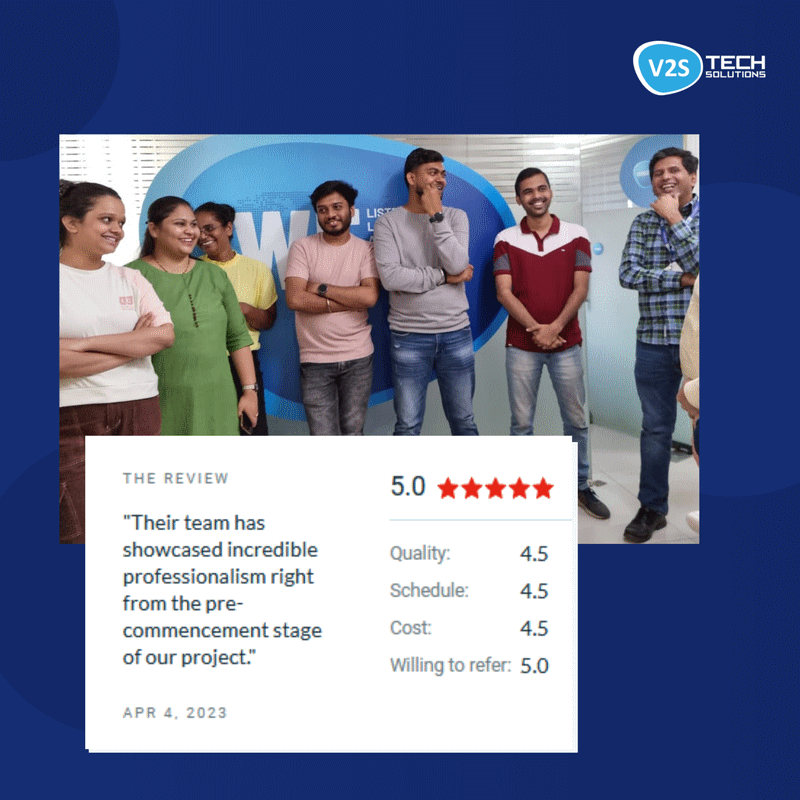 V2S TECH
SOLUTIONS
THE REVIEW
"Their team has
showcased incredible
professionalism right
from the pre-
commencement stage
of our project."
APR 4, 2023
5.0
Quality: 4.5
Schedule: 4.5
Cost: 4.5
Willing to refer: 5.0